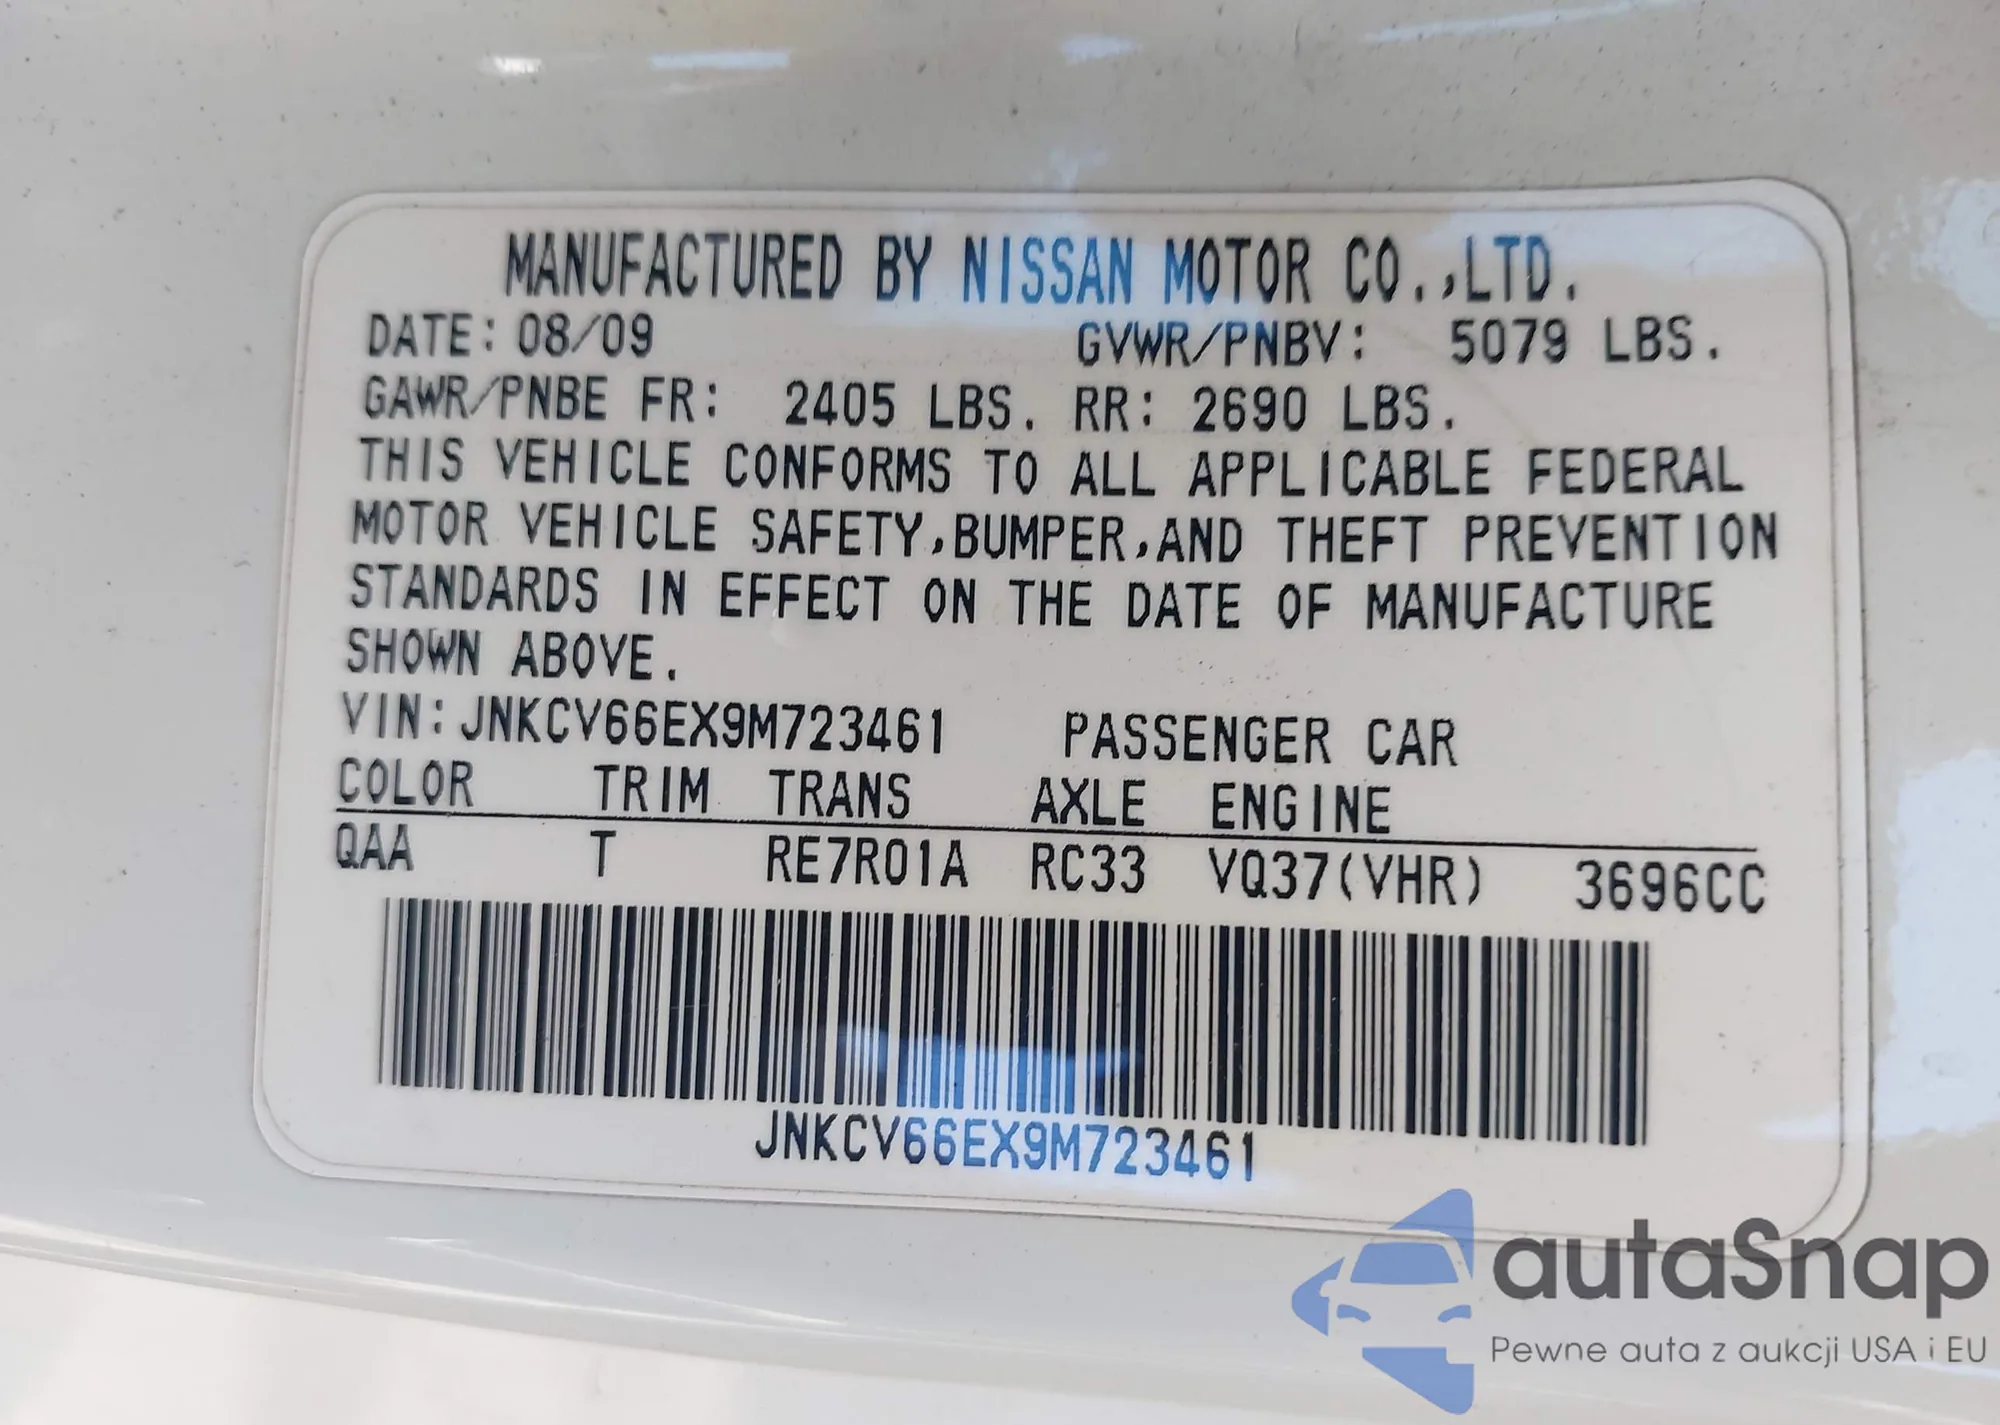 MANUFACTURED BY NISSAN MOTOR CO.,LTD.
DATE: 08/09 GVWR/PNBV: 5079 LBS.
GAWR/PNBE FR: 2405 LBS. RR: 2690 LBS.
THIS VEHICLE CONFORMS TO ALL APPLICABLE FEDERAL
MOTOR VEHICLE SAFETY,BUMPER,AND THEFT PREVENTION
STANDARDS IN EFFECT ON THE DATE OF MANUFACTURE
SHOWN ABOVE.
VIN: JNKCV66EX9M723461 PASSENGER CAR
COLOR TRIM TRANS AXLE ENGINE
QAA T RE7R01A RC33 VQ37(VHR) 3696CC
JNKCV66EX9M723461
autaSnap
Pewne auta z aukcji USA i EU